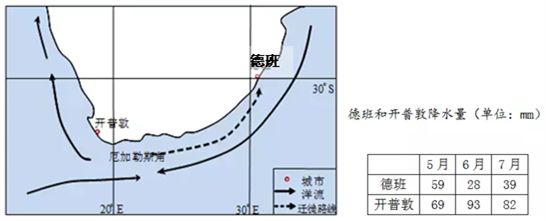 德班
30°S
开普敦
厄加勒斯角
城市
洋流
迁徙路线
20°E
30°E
德班和开普敦降水量（单位：mm）
5月 6月 7月
德班 59 28 39
开普敦 69 93 82